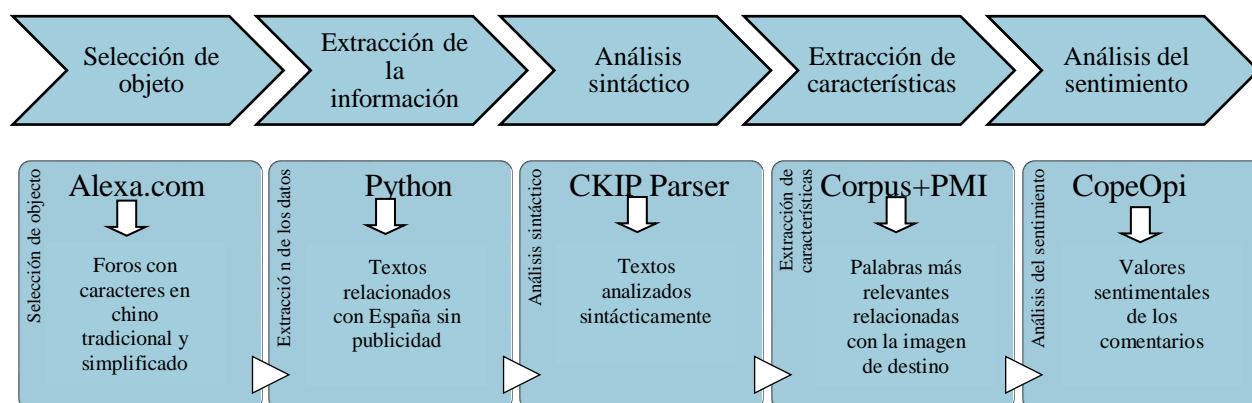 Selección de
objeto
Extracción de
la
información
Análisis
sintáctico
Extracción de
características
Análisis del
sentimiento
Selección de objecto
Alexa.com
Foros con
caracteres en
chino
tradicional y
simplificado
Extracció n de los datos
Python
Textos
relacionados
con España sin
publicidad
Análisis sintáctico
CKIP Parser
Textos
analizados
sintácticamente
Extracción de
características
Corpus+PMI
Palabras más
relevantes
relacionadas
con la imagen
de destino
Análisis del sentimiento
CopeOpi
Valores
sentimentales
de los
comentarios